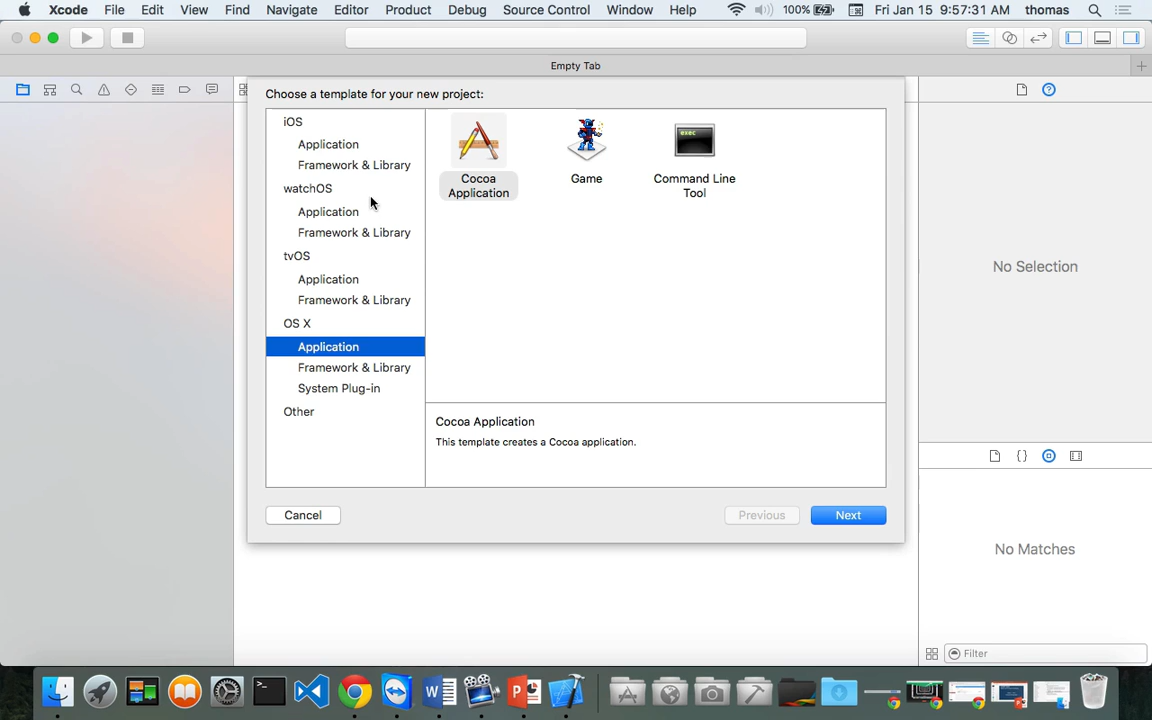 Xcode File Edit View Find Navigate Editor Product Debug Source Control Window Help 100% Fri Jan 15 9:57:31 AM thomas
Empty Tab
Choose a template for your new project:
iOS
Application
Framework & Library
watchOS
Application
Framework & Library
tvOS
Application
Framework & Library
OS X
Application
Framework & Library
System Plug-in
Other
Cocoa
Application
Game
exec
Command Line
Tool
Cocoa Application
This template creates a Cocoa application.
Cancel
Previous
Next
No Selection
No Matches
Filter